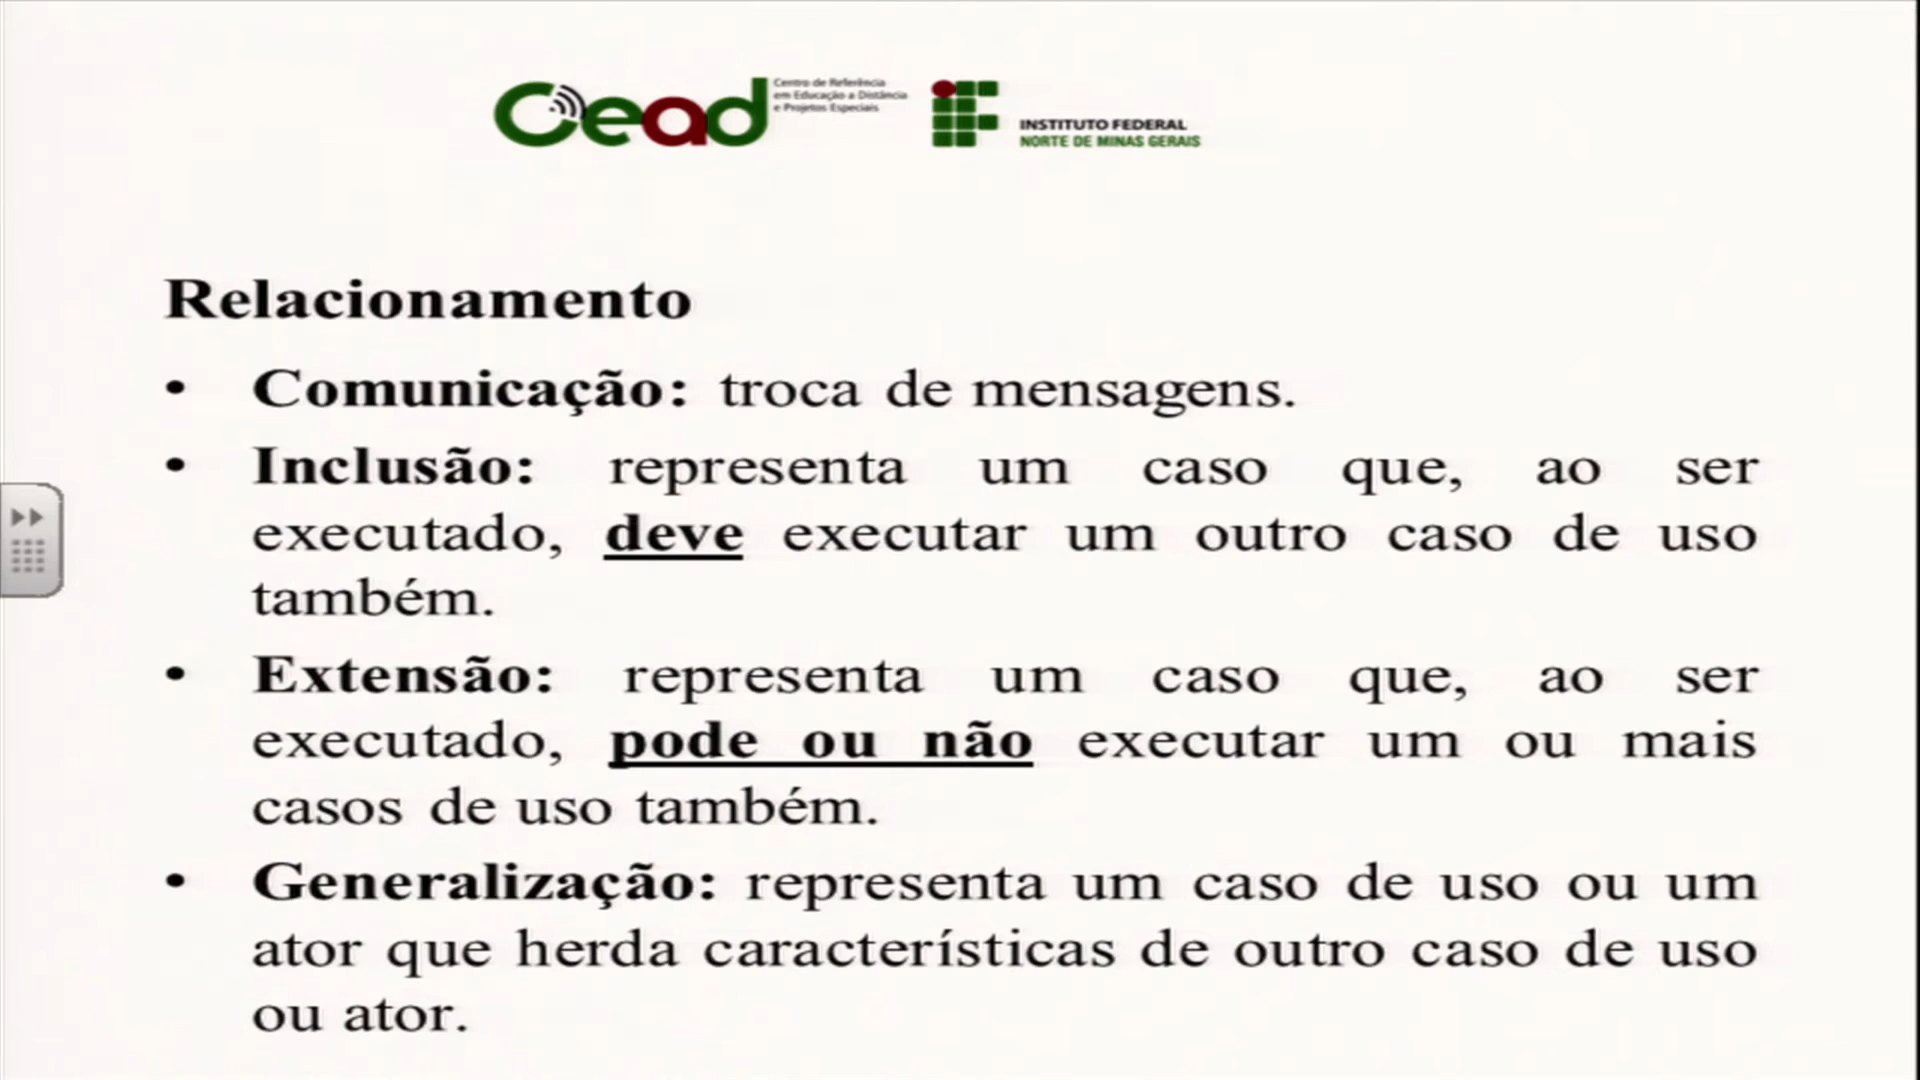 Cead
Centro de Referência
em Educação a Distância
e Projetos Especiais
INSTITUTO FEDERAL
NORTE DE MINAS GERAIS
Relacionamento
• Comunicação: troca de mensagens.
• Inclusão: representa um caso que, ao ser
executado, deve executar um outro caso de uso
também.
• Extensão: representa um caso que, ao ser
executado, pode ou não executar um ou mais
casos de uso também.
• Generalização: representa um caso de uso ou um
ator que herda características de outro caso de uso
ou ator.